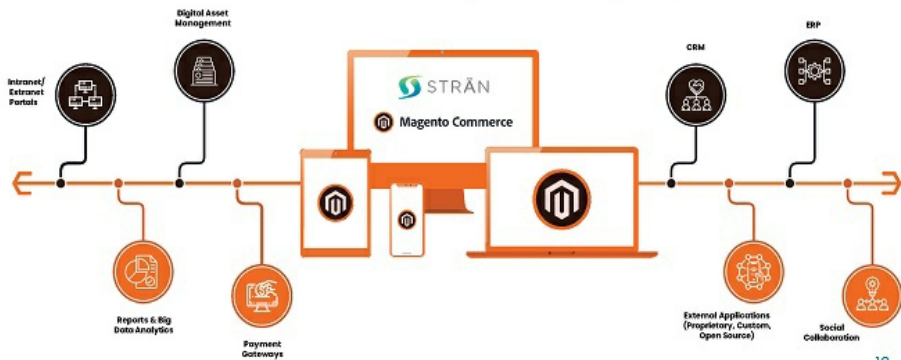 Digital Asset
Management
Intranet/
Extranet
Portals
STRÄN
Magento Commerce
CRM
ERP
Reports & Big
Data Analytics
Payment
Gateways
External Applications
(Proprietary, Custom,
Open Source)
Social
Collaboration